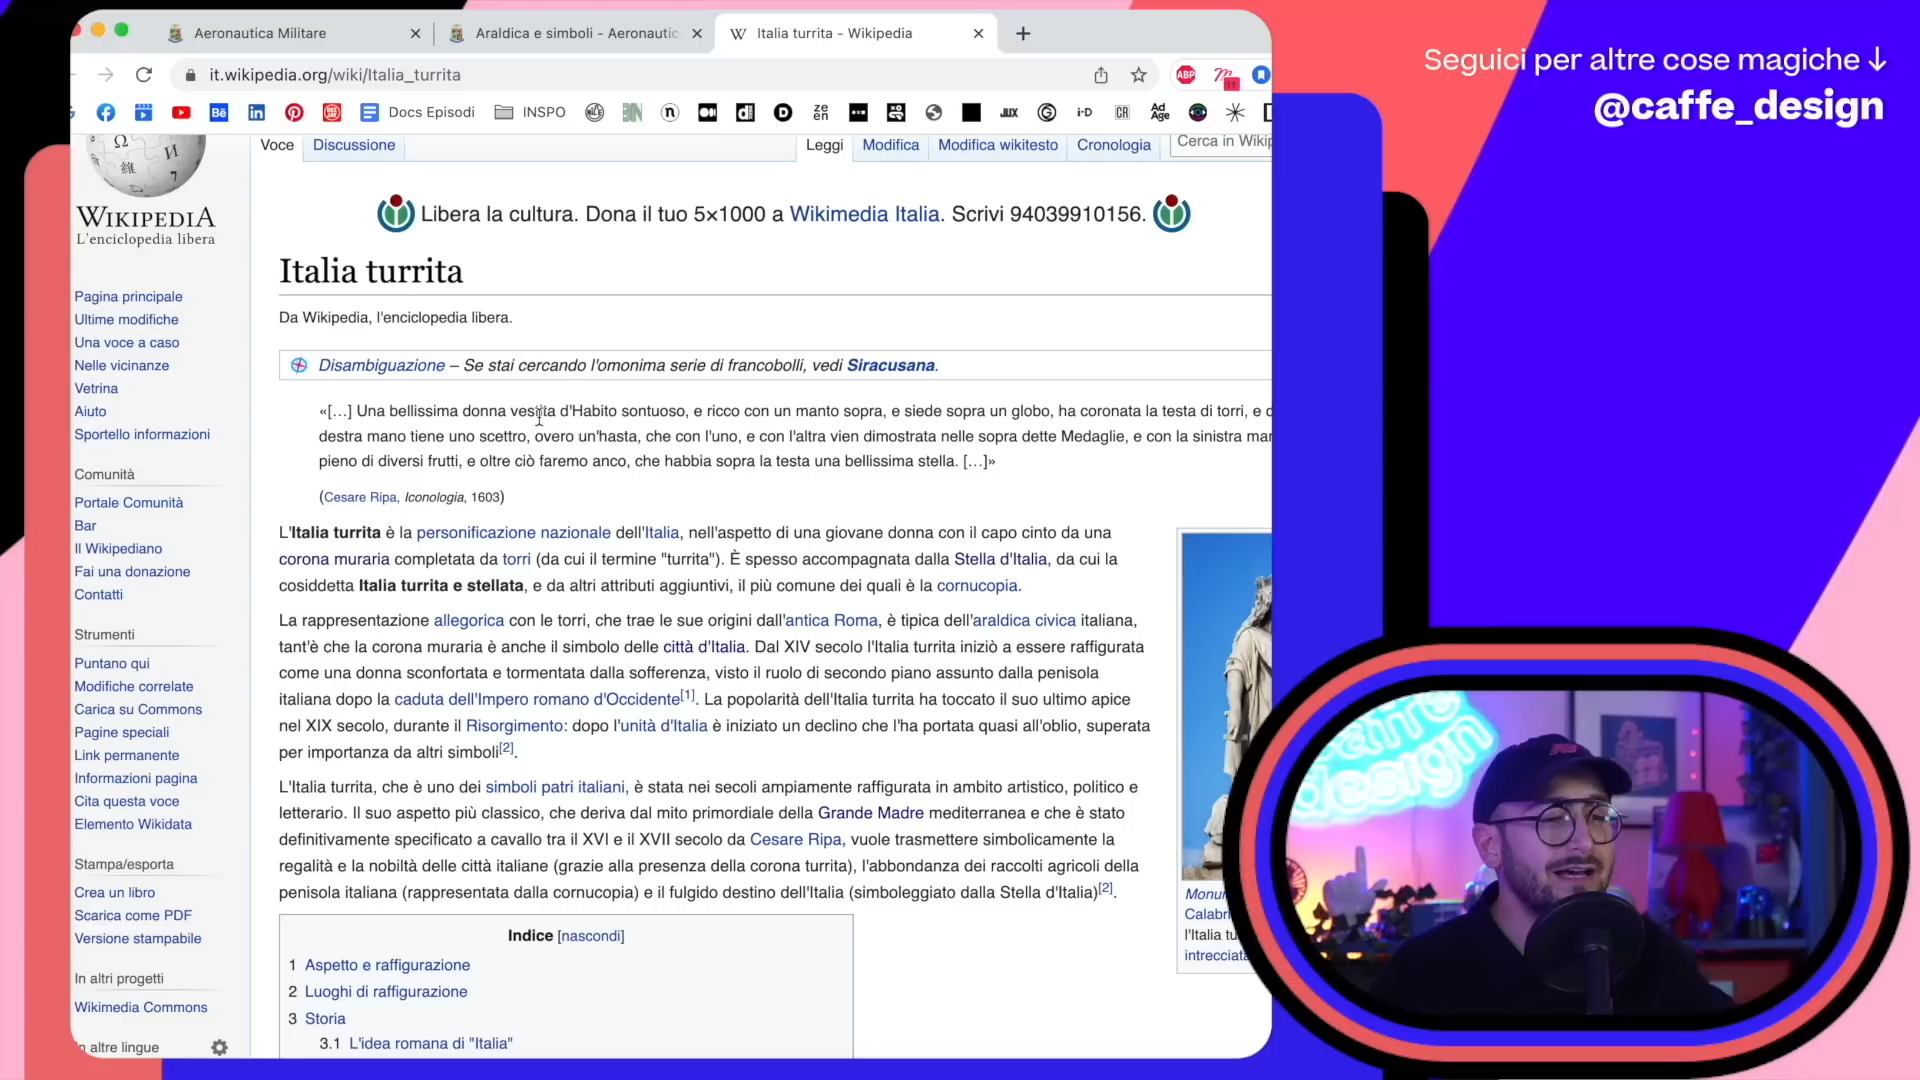 Aeronautica Militare
Araldica e simboli - Aeronautic
Italia turrita - Wikipedia
Seguici per altre cose magiche ↓
@caffe_design
it.wikipedia.org/wiki/Italia_turrita
ABP
Docs Episodi
INSPO
zen
JUX
i-D
CR
Ad Age
Voce
Discussione
Leggi
Modifica
Modifica wikitesto
Cronologia
Cerca in Wikip
WIKIPEDIA
L'enciclopedia libera
Libera la cultura. Dona il tuo 5×1000 a Wikimedia Italia. Scrivi 94039910156.
Italia turrita
Da Wikipedia, l'enciclopedia libera.
Disambiguazione – Se stai cercando l'omonima serie di francobolli, vedi Siracusana.
«[…] Una bellissima donna vestita d'Habito sontuoso, e ricco con un manto sopra, e siede sopra un globo, ha coronata la testa di torri, e
destra mano tiene uno scettro, overo un'hasta, che con l'uno, e con l'altra vien dimostrata nelle sopra dette Medaglie, e con la sinistra
pieno di diversi frutti, e oltre ciò faremo anco, che habbia sopra la testa una bellissima stella. […]»
(Cesare Ripa, Iconologia, 1603)
L'Italia turrita è la personificazione nazionale dell'Italia, nell'aspetto di una giovane donna con il capo cinto da una
corona muraria completata da torri (da cui il termine "turrita"). È spesso accompagnata dalla Stella d'Italia, da cui la
cosiddetta Italia turrita e stellata, e da altri attributi aggiuntivi, il più comune dei quali è la cornucopia.
La rappresentazione allegorica con le torri, che trae le sue origini dall'antica Roma, è tipica dell'araldica civica italiana,
tant'è che la corona muraria è anche il simbolo delle città d'Italia. Dal XIV secolo l'Italia turrita iniziò a essere raffigurata
come una donna sconfortata e tormentata dalla sofferenza, visto il ruolo di secondo piano assunto dalla penisola
italiana dopo la caduta dell'Impero romano d'Occidente[1]. La popolarità dell'Italia turrita ha toccato il suo ultimo apice
nel XIX secolo, durante il Risorgimento: dopo l'unità d'Italia è iniziato un declino che l'ha portata quasi all'oblio, superata
per importanza da altri simboli[2].
L'Italia turrita, che è uno dei simboli patri italiani, è stata nei secoli ampiamente raffigurata in ambito artistico, politico e
letterario. Il suo aspetto più classico, che deriva dal mito primordiale della Grande Madre mediterranea e che è stato
definitivamente specificato a cavallo tra il XVI e il XVII secolo da Cesare Ripa, vuole trasmettere simbolicamente la
regalità e la nobiltà delle città italiane (grazie alla presenza della corona turrita), l'abbondanza dei raccolti agricoli della
penisola italiana (rappresentata dalla cornucopia) e il fulgido destino dell'Italia (simboleggiato dalla Stella d'Italia)[2].
Indice [nascondi]
1 Aspetto e raffigurazione
2 Luoghi di raffigurazione
3 Storia
3.1 L'idea romana di "Italia"
Monu
Calabri
l'Italia tu
intrecciata
Pagina principale
Ultime modifiche
Una voce a caso
Nelle vicinanze
Vetrina
Aiuto
Sportello informazioni
Comunità
Portale Comunità
Bar
Il Wikipediano
Fai una donazione
Contatti
Strumenti
Puntano qui
Modifiche correlate
Carica su Commons
Pagine speciali
Link permanente
Informazioni pagina
Cita questa voce
Elemento Wikidata
Stampa/esporta
Crea un libro
Scarica come PDF
Versione stampabile
In altri progetti
Wikimedia Commons
In altre lingue
design